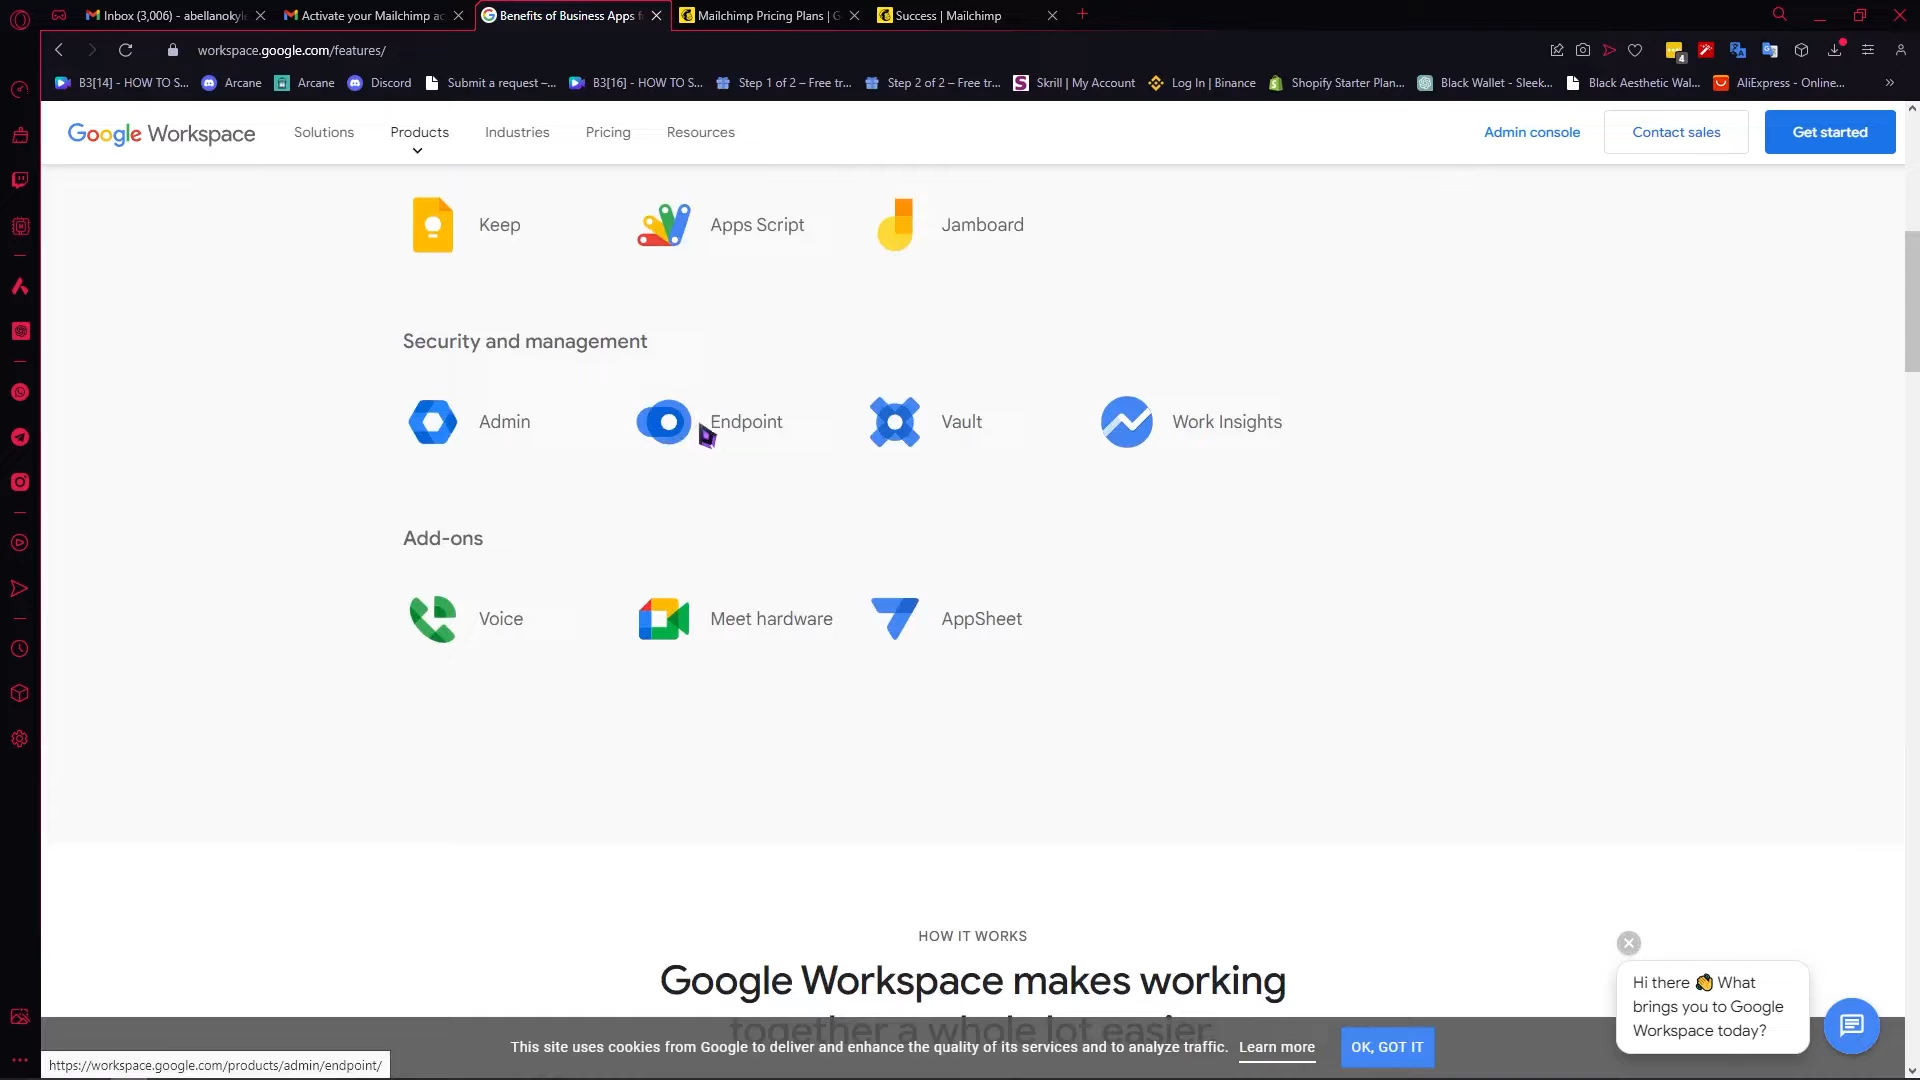 Inbox (3,006) - abellanokyl
Activate your Mailchimp ac
Benefits of Business Apps f
Mailchimp Pricing Plans | G
Success | Mailchimp
workspace.google.com/features/
4
B3[14] - HOW TO S...
Arcane
Arcane
Discord
Submit a request –...
B3[16] - HOW TO S...
Step 1 of 2 – Free tr...
Step 2 of 2 – Free tr...
Skrill | My Account
Log In | Binance
Shopify Starter Plan...
Black Wallet - Sleek...
Black Aesthetic Wal...
AliExpress - Online...
Google Workspace
Solutions
Products
Industries
Pricing
Resources
Admin console
Contact sales
Get started
Keep
Apps Script
Jamboard
Security and management
Admin
Endpoint
Vault
Work Insights
Add-ons
Voice
Meet hardware
AppSheet
HOW IT WORKS
Google Workspace makes working
together a whole lot easier
Hi there 👋 What
brings you to Google
Workspace today?
This site uses cookies from Google to deliver and enhance the quality of its services and to analyze traffic. Learn more
OK, GOT IT
https://workspace.google.com/products/admin/endpoint/